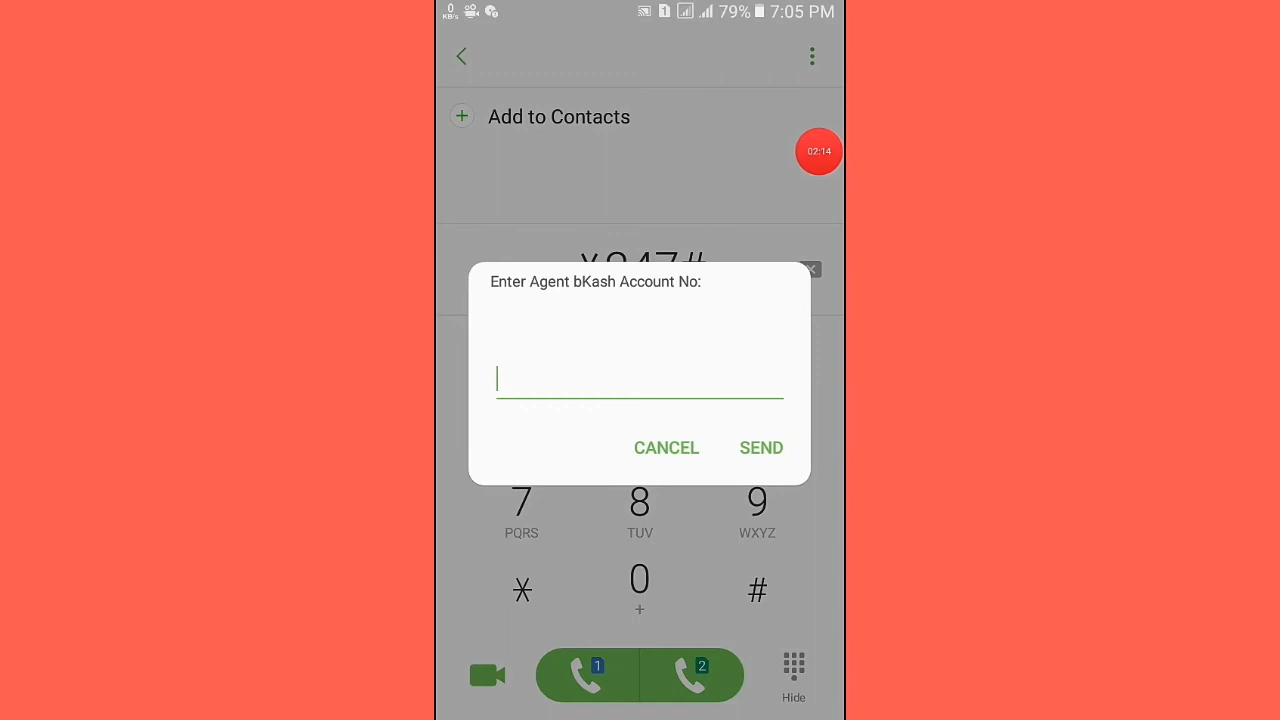 0
KB/s
1
79%
7:05 PM
Add to Contacts
02:14
*247#
Enter Agent bKash Account No:
CANCEL
SEND
7
8
9
PQRS
TUV
WXYZ
*
0
#
+
1
2
Hide